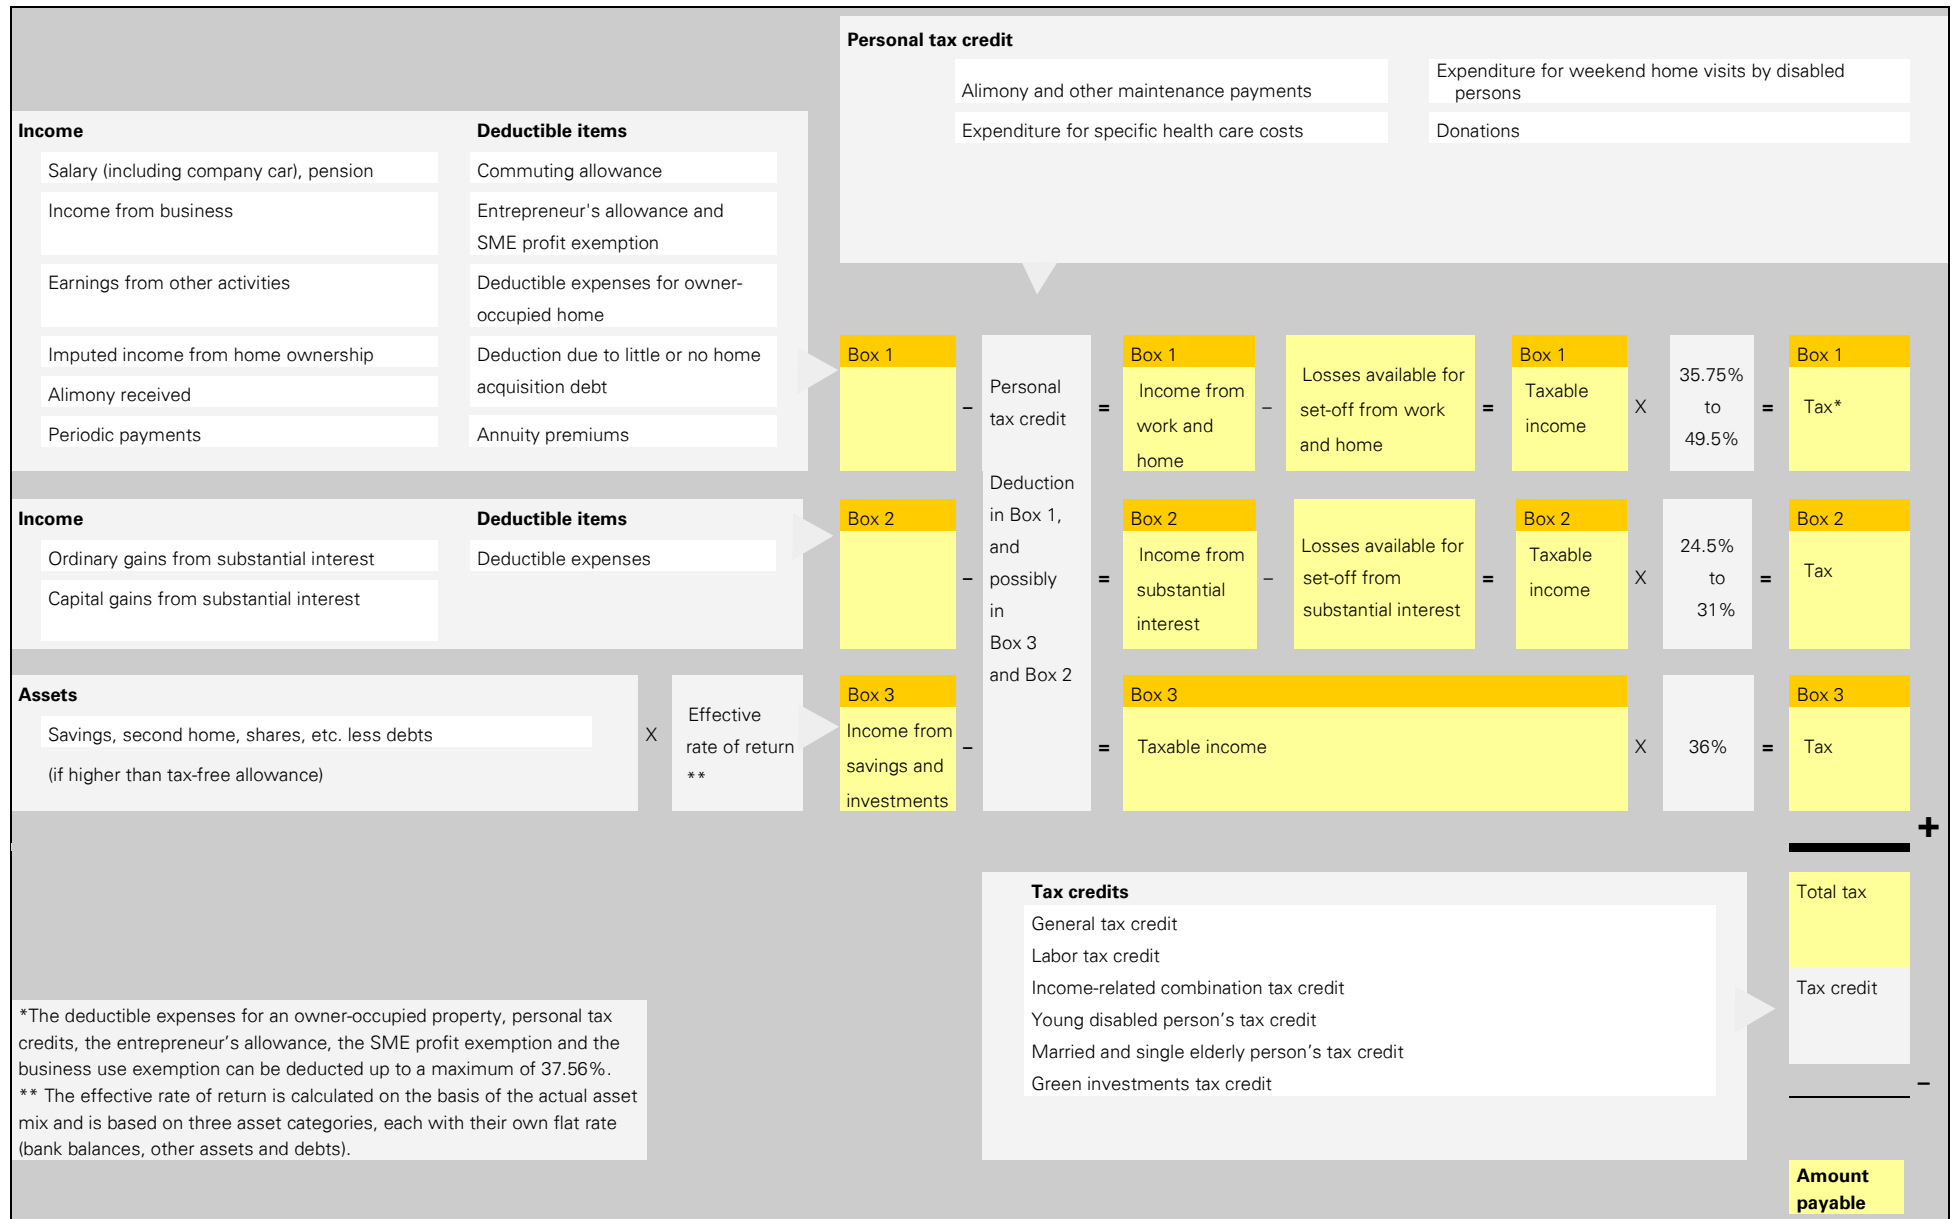 Personal tax credit
Alimony and other maintenance payments
Expenditure for weekend home visits by disabled
persons
Expenditure for specific health care costs
Donations
Income
Deductible items
Salary (including company car), pension
Commuting allowance
Income from business
Entrepreneur's allowance and
SME profit exemption
Earnings from other activities
Deductible expenses for owner-
occupied home
Imputed income from home ownership
Deduction due to little or no home
acquisition debt
Alimony received
Periodic payments
Annuity premiums
Box 1
–
Personal
tax credit
=
Box 1
Income from
work and
home
–
Losses available for
set-off from work
and home
=
Box 1
Taxable
income
X
35.75%
to
49.5%
=
Box 1
Tax*
Deduction
in Box 1,
and
possibly
in
Box 3
and Box 2
Income
Deductible items
Ordinary gains from substantial interest
Deductible expenses
Capital gains from substantial interest
Box 2
–
=
Box 2
Income from
substantial
interest
–
Losses available for
set-off from
substantial interest
=
Box 2
Taxable
income
X
24.5%
to
31%
=
Box 2
Tax
Assets
Savings, second home, shares, etc. less debts
(if higher than tax-free allowance)
X
Effective
rate of return
**
Box 3
Income from
savings and
investments
–
=
Box 3
Taxable income
X
36%
=
Box 3
Tax
+
Tax credits
General tax credit
Labor tax credit
Income-related combination tax credit
Young disabled person’s tax credit
Married and single elderly person’s tax credit
Green investments tax credit
Total tax
Tax credit
–
Amount
payable
*The deductible expenses for an owner-occupied property, personal tax
credits, the entrepreneur’s allowance, the SME profit exemption and the
business use exemption can be deducted up to a maximum of 37.56%.
** The effective rate of return is calculated on the basis of the actual asset
mix and is based on three asset categories, each with their own flat rate
(bank balances, other assets and debts).